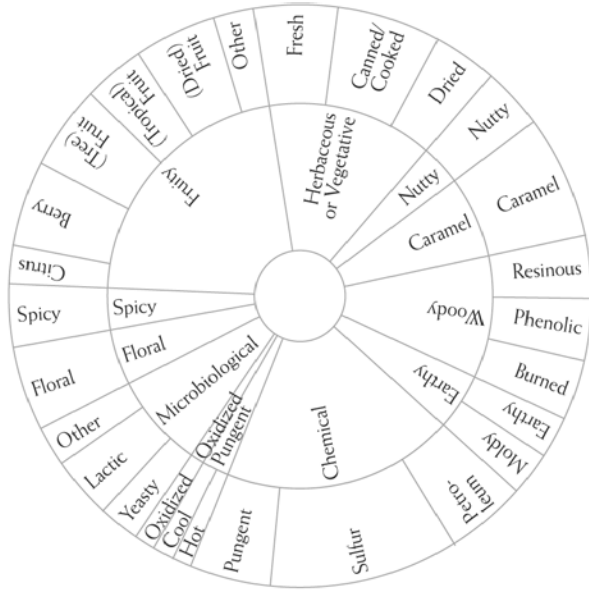 Fresh
Canned/
Cooked
Dried
Nutty
Caramel
Resinous
Phenolic
Burned
Earthy
Moldy
Petro-
leum
Sulfur
Pungent
Hot
Cool
Oxidized
Yeasty
Lactic
Other
Floral
Spicy
Citrus
Berry
(Tree)
Fruit
(Tropical)
Fruit
(Dried)
Fruit
Other
Herbaceous
or Vegetative
Nutty
Caramel
Woody
Earthy
Chemical
Pungent
Oxidized
Microbiological
Floral
Spicy
Fruity